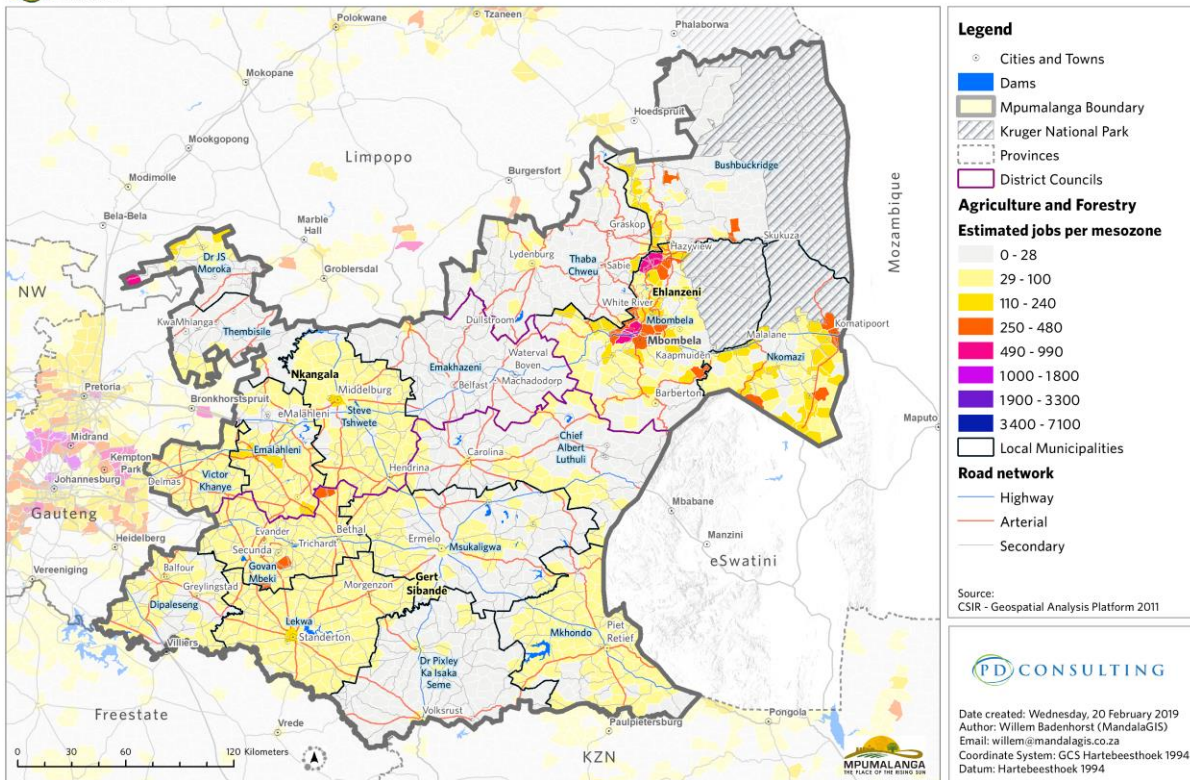 Polokwane
Tzaneen
Phalaborwa
Mokopane
Hoedspruit
Mookgopong
Limpopo
Modimolle
Burgersfort
Bushbuckridge
Mozambique
Bela-Bela
Marble
Hall
Graskop
Skukuza
Dr JS
Moroka
Groblersdal
Lydenburg
Thaba
Chweu
Hazyview
Sabie
NW
Ehlanzeni
KwaMhlanga
Thembisile
White River
Dullstroom
Mbombela
Mbombela
Malalane
Komatipoort
Nkangala
Waterval
Boven
Kaapmuiden
Nkomazi
Emakhazeni
Pretoria
Middelburg
Belfast
Machadodorp
Bronkhorstspruit
eMalahleni
Steve
Tshwete
Barberton
Maputo
Midrand
Emalahleni
Chief
Albert
Luthuli
Kempton
Park
Victor
Khanye
Hendrina
Carolina
Johannesburg
Delmas
Mbabane
Gauteng
Evander
Bethal
Ermelo
Manzini
Heidelberg
Secunda
Trichardt
Msukaligwa
eSwatini
Vereeniging
Balfour
Govan
Mbeki
Morgenzon
Gert
Sibande
Greylingstad
Dipaleseng
Lekwa
Piet
Retief
Standerton
Mkhondo
Villiers
Dr Pixley
Ka Isaka
Seme
Freestate
Volksrust
Vrede
Paulpietersburg
Pongola
KZN
0 30 60 120 Kilometers
MPUMALANGA
THE PLACE OF THE RISING SUN
Legend
Cities and Towns
Dams
Mpumalanga Boundary
Kruger National Park
Provinces
District Councils
Agriculture and Forestry
Estimated jobs per mesozone
0 - 28
29 - 100
110 - 240
250 - 480
490 - 990
1000 - 1800
1900 - 3300
3400 - 7100
Local Municipalities
Road network
Highway
Arterial
Secondary
Source:
CSIR - Geospatial Analysis Platform 2011
PD CONSULTING
Date created: Wednesday, 20 February 2019
Author: Willem Badenhorst (MandalaGIS)
Email: willem@mandalagis.co.za
Coordinate System: GCS Hartebeesthoek 1994
Datum: Hartebeesthoek 1994